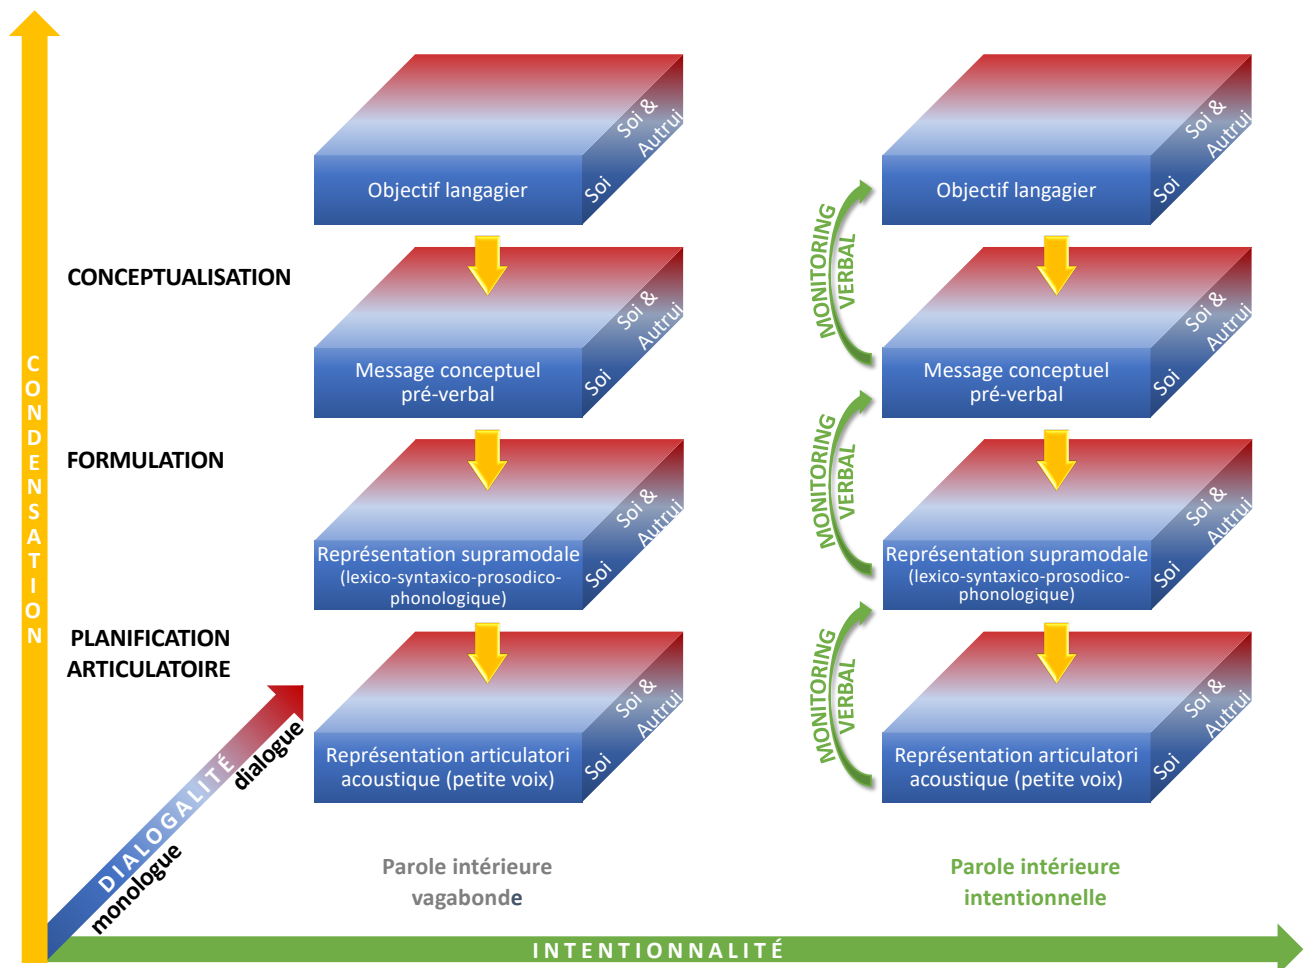 Soi &
Autrui
Objectif langagier
Soi
Soi &
Autrui
Objectif langagier
Soi
CONCEPTUALISATION
MONITORING
VERBAL
Soi &
Autrui
Message conceptuel
pré-verbal
Soi
Soi &
Autrui
Message conceptuel
pré-verbal
Soi
FORMULATION
MONITORING
VERBAL
Soi &
Autrui
Représentation supramodale
(lexico-syntaxico-prosodico-
phonologique)
Soi
Soi &
Autrui
Représentation supramodale
(lexico-syntaxico-prosodico-
phonologique)
Soi
PLANIFICATION
ARTICULATOIRE
MONITORING
VERBAL
Soi &
Autrui
Représentation articulatori
acoustique (petite voix)
Soi
Soi &
Autrui
Représentation articulatori
acoustique (petite voix)
Soi
CONDENSATION
DIALOGALITÉ
dialogue
monologue
Parole intérieure
vagabonde
Parole intérieure
intentionnelle
INTENTIONNALITÉ